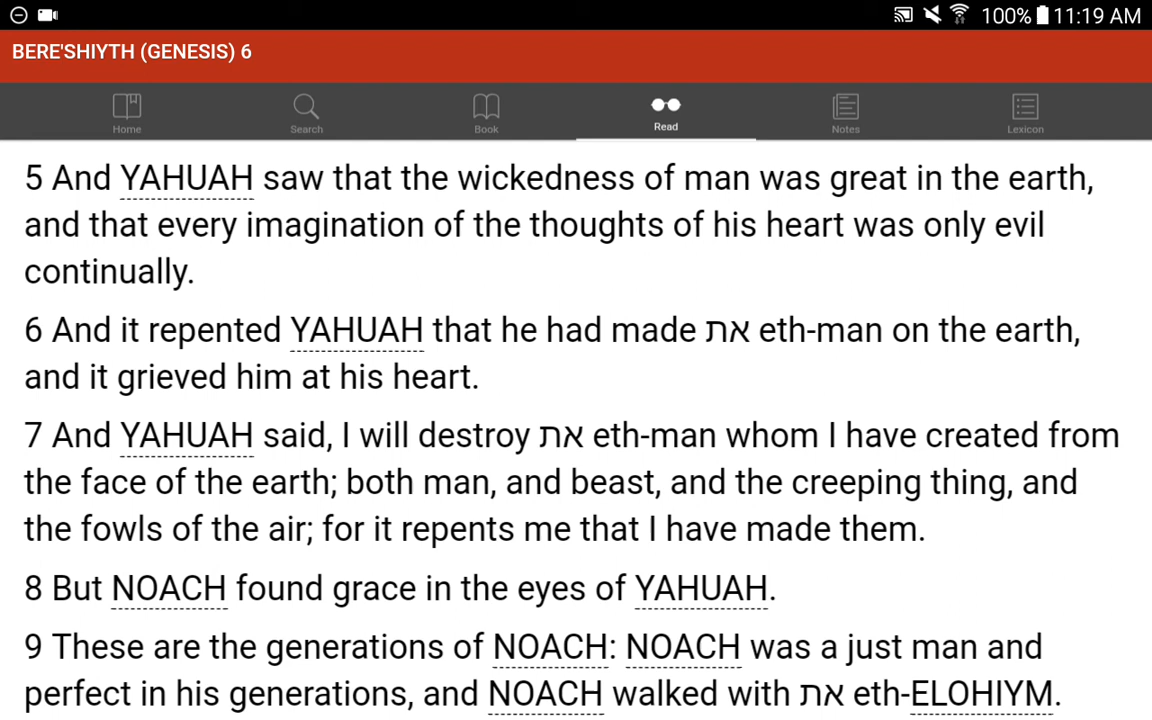 100% 11:19 AM
BERE'SHIYTH (GENESIS) 6
Home Search Book Read Notes Lexicon
5 And YAHUAH saw that the wickedness of man was great in the earth,
and that every imagination of the thoughts of his heart was only evil
continually.
6 And it repented YAHUAH that he had made את eth-man on the earth,
and it grieved him at his heart.
7 And YAHUAH said, I will destroy את eth-man whom I have created from
the face of the earth; both man, and beast, and the creeping thing, and
the fowls of the air; for it repents me that I have made them.
8 But NOACH found grace in the eyes of YAHUAH.
9 These are the generations of NOACH: NOACH was a just man and
perfect in his generations, and NOACH walked with את eth-ELOHIYM.